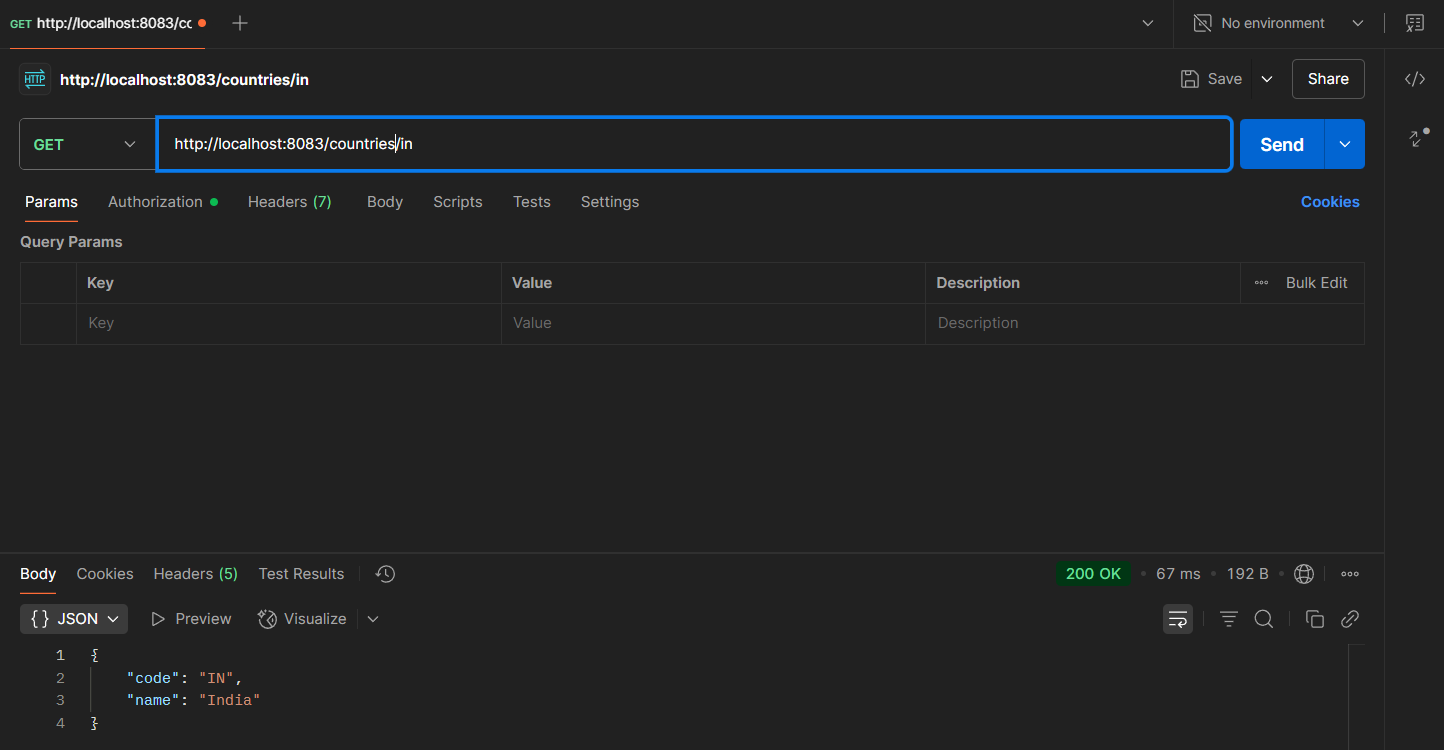 GET http://localhost:8083/cc
No environment
HTTP http://localhost:8083/countries/in
Save
Share
GET
http://localhost:8083/countries/in
Send
Params Authorization Headers (7) Body Scripts Tests Settings
Cookies
Query Params
Key Value Description Bulk Edit
Key Value Description
Body Cookies Headers (5) Test Results
200 OK • 67 ms • 192 B
{} JSON Preview Visualize
1 {
2 "code": "IN",
3 "name": "India"
4 }